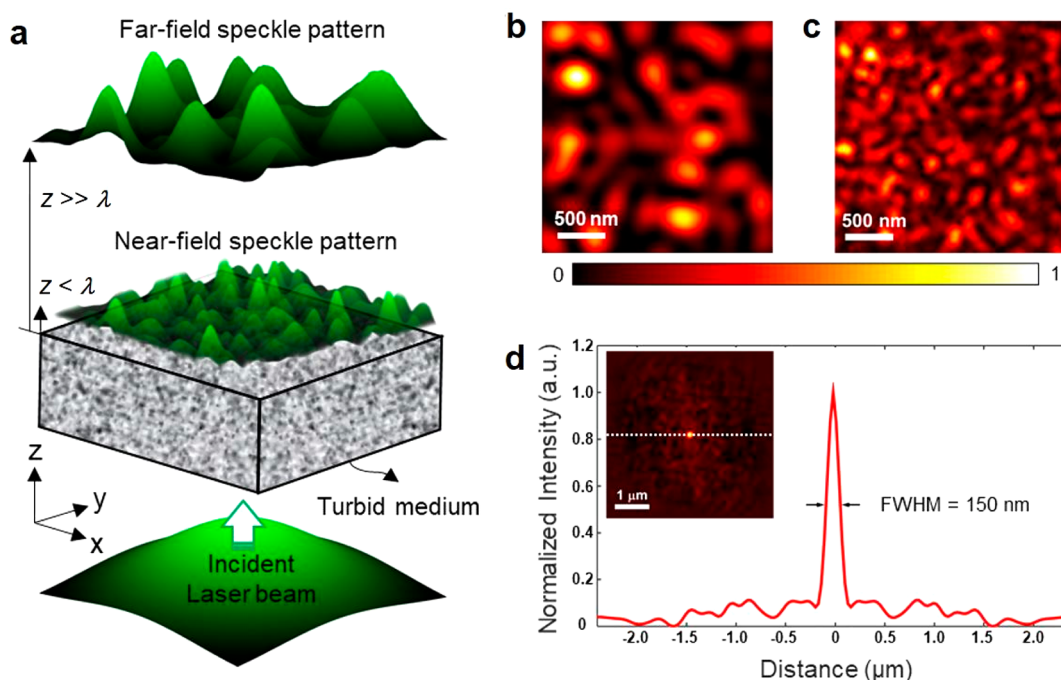 a
Far-field speckle pattern
z >> λ
Near-field speckle pattern
z < λ
z
y
x
Turbid medium
Incident
Laser beam
b
500 nm
c
500 nm
0
1
d
Normalized Intensity (a.u.)
1.2
1.0
0.8
0.6
0.4
0.2
0
1 μm
FWHM = 150 nm
-2.0 -1.5 -1.0 -0.5 0 0.5 1.0 1.5 2.0
Distance (μm)